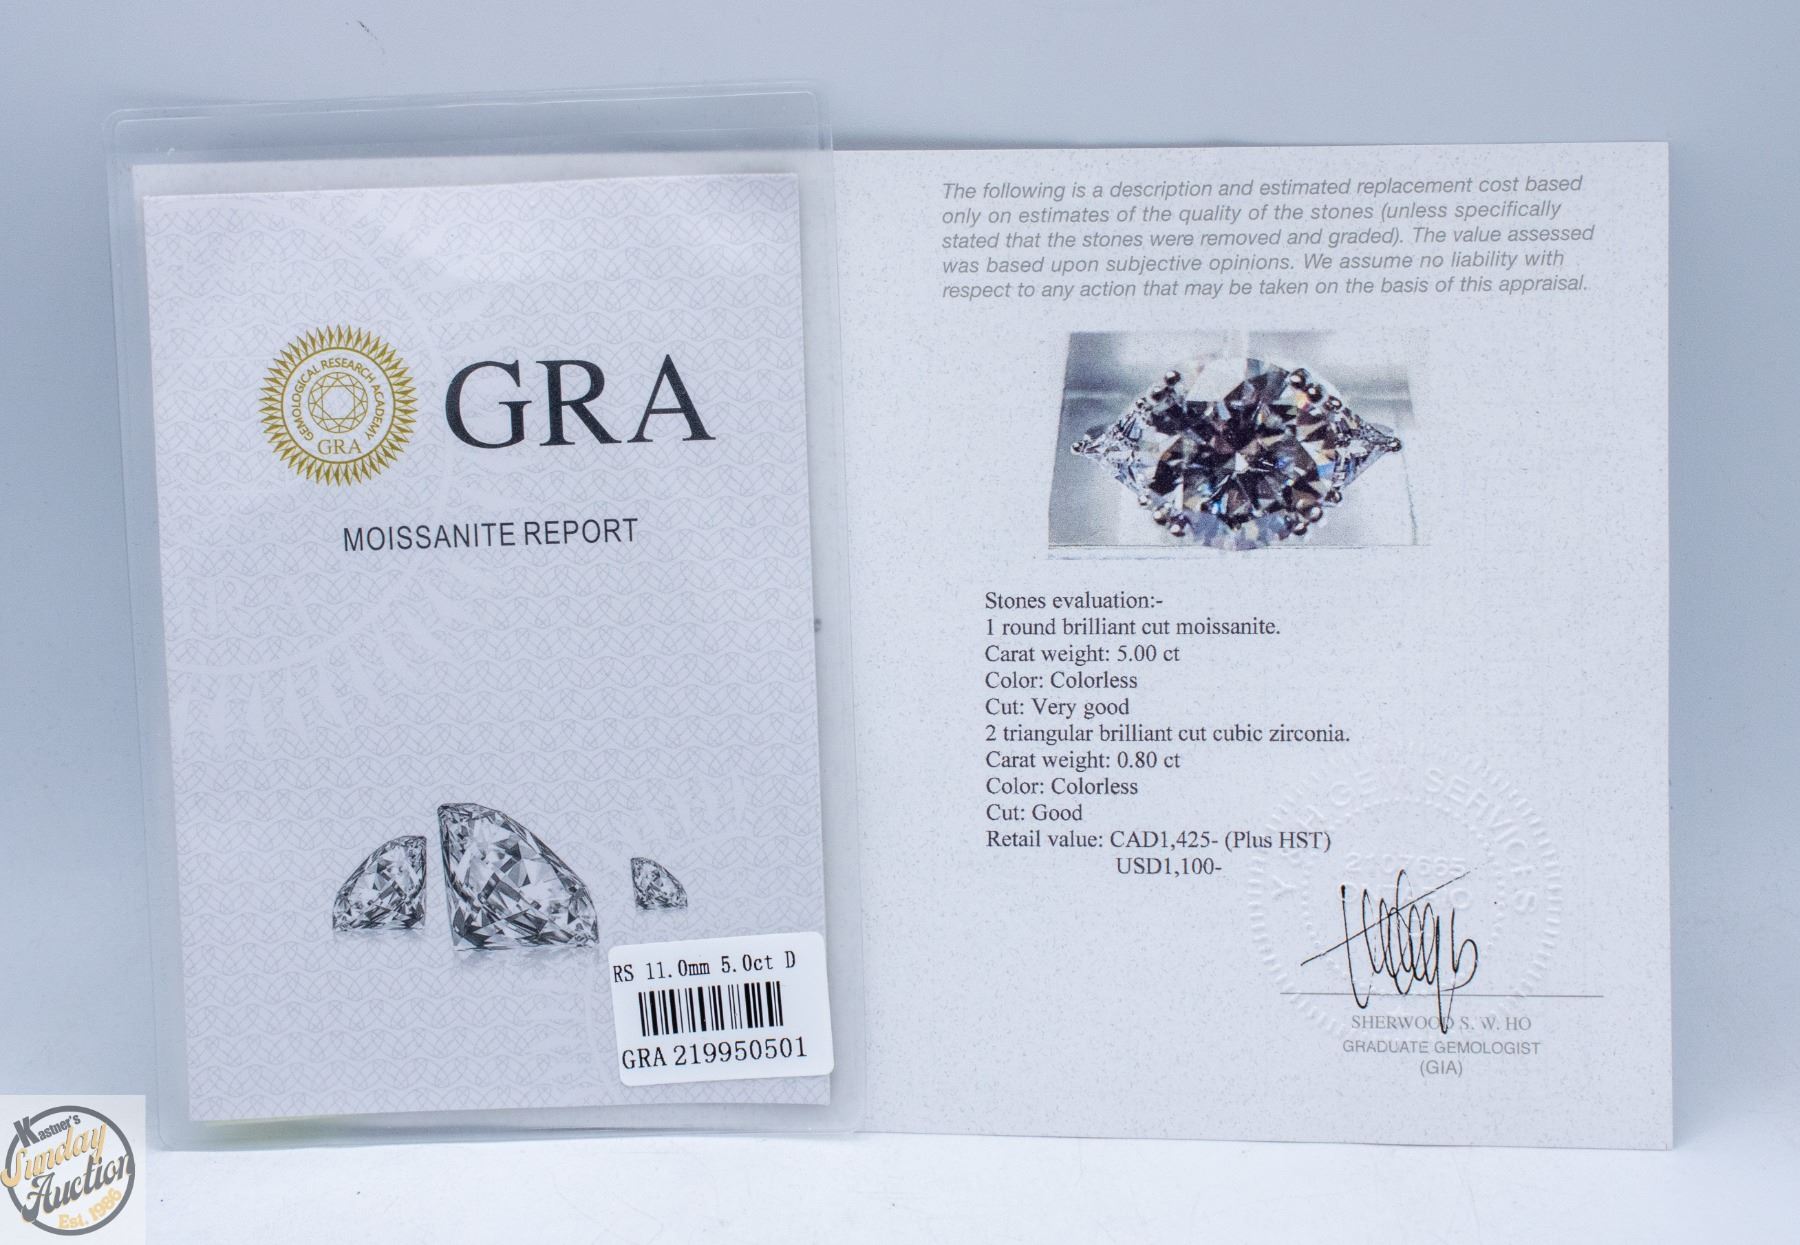 GEMOLOGICAL RESEARCH ACADEMY
GRA
GRA
MOISSANITE REPORT
RS 11.0mm 5.0ct D
GRA 219950501
The following is a description and estimated replacement cost based
only on estimates of the quality of the stones (unless specifically
stated that the stones were removed and graded). The value assessed
was based upon subjective opinions. We assume no liability with
respect to any action that may be taken on the basis of this appraisal.
Stones evaluation:-
1 round brilliant cut moissanite.
Carat weight: 5.00 ct
Color: Colorless
Cut: Very good
2 triangular brilliant cut cubic zirconia.
Carat weight: 0.80 ct
Color: Colorless
Cut: Good
Retail value: CAD1,425- (Plus HST)
USD1,100-
GEM SERVICES
SHERWOOD S. W. HO
GRADUATE GEMOLOGIST
(GIA)
Kastner's
Sunday
Auction
Est. 1986